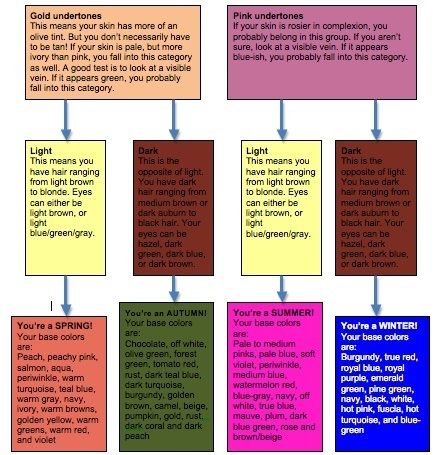 Gold undertones
This means your skin has more of an
olive tint. But you don't necessarily have
to be tan! If your skin is pale, but more
ivory than pink, you fall into this category
as well. A good test is to look at a visible
vein. If it appears green, you probably
fall into this category.
Pink undertones
If your skin is rosier in complexion, you
probably belong in this group. If you aren't
sure, look at a visible vein. If it appears
blue-ish, you probably fall into this category.
Light
This means you
have hair ranging
from light brown
to blonde. Eyes
can either be
light brown, or
light
blue/green/gray.
Dark
This is the
opposite of light.
You have dark
hair ranging from
medium brown or
dark auburn to
black hair. Your
eyes can be
hazel, dark
green, dark blue,
or dark brown.
Light
This means you
have hair ranging
from light brown
to blonde. Eyes
can either be
light brown, or
light
blue/green/gray.
Dark
This is the
opposite of light.
You have dark
hair ranging from
medium brown or
dark auburn to
black hair. Your
eyes can be
hazel, dark
green, dark blue,
or dark brown.
You're a SPRING!
Your base colors
are:
Peach, peachy pink,
salmon, aqua,
periwinkle, warm
turquoise, teal blue,
warm gray, navy,
ivory, warm browns,
golden yellow, warm
greens, warm red,
and violet
You're an AUTUMN!
Your base colors
are:
Chocolate, off white,
olive green, forest
green, tomato red,
rust, dark teal blue,
dark turquoise,
burgundy, golden
brown, camel, beige,
pumpkin, gold, rust,
dark coral and dark
peach
You're a SUMMER!
Your base colors
are:
Pale to medium
pinks, pale blue, soft
violet, periwinkle,
medium blue,
watermelon red,
blue-gray, navy, off
white, true blue,
mauve, plum, dark
blue green, rose and
brown/beige
You're a WINTER!
Your base colors
are:
Burgundy, true red,
royal blue, royal
purple, emerald
green, pine green,
navy, black, white,
hot pink, fuscia, hot
turquoise, and blue-
green